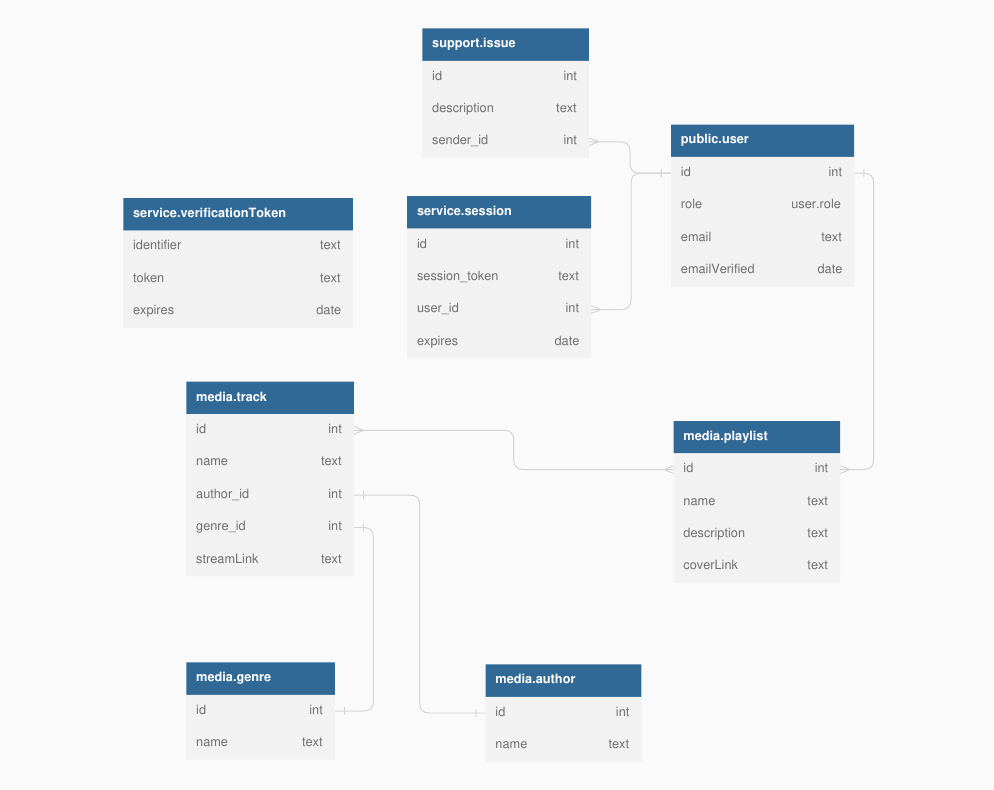 support.issue
id int
description text
sender_id int
public.user
id int
role user.role
email text
emailVerified date
service.verificationToken
identifier text
token text
expires date
service.session
id int
session_token text
user_id int
expires date
media.track
id int
name text
author_id int
genre_id int
streamLink text
media.playlist
id int
name text
description text
coverLink text
media.genre
id int
name text
media.author
id int
name text